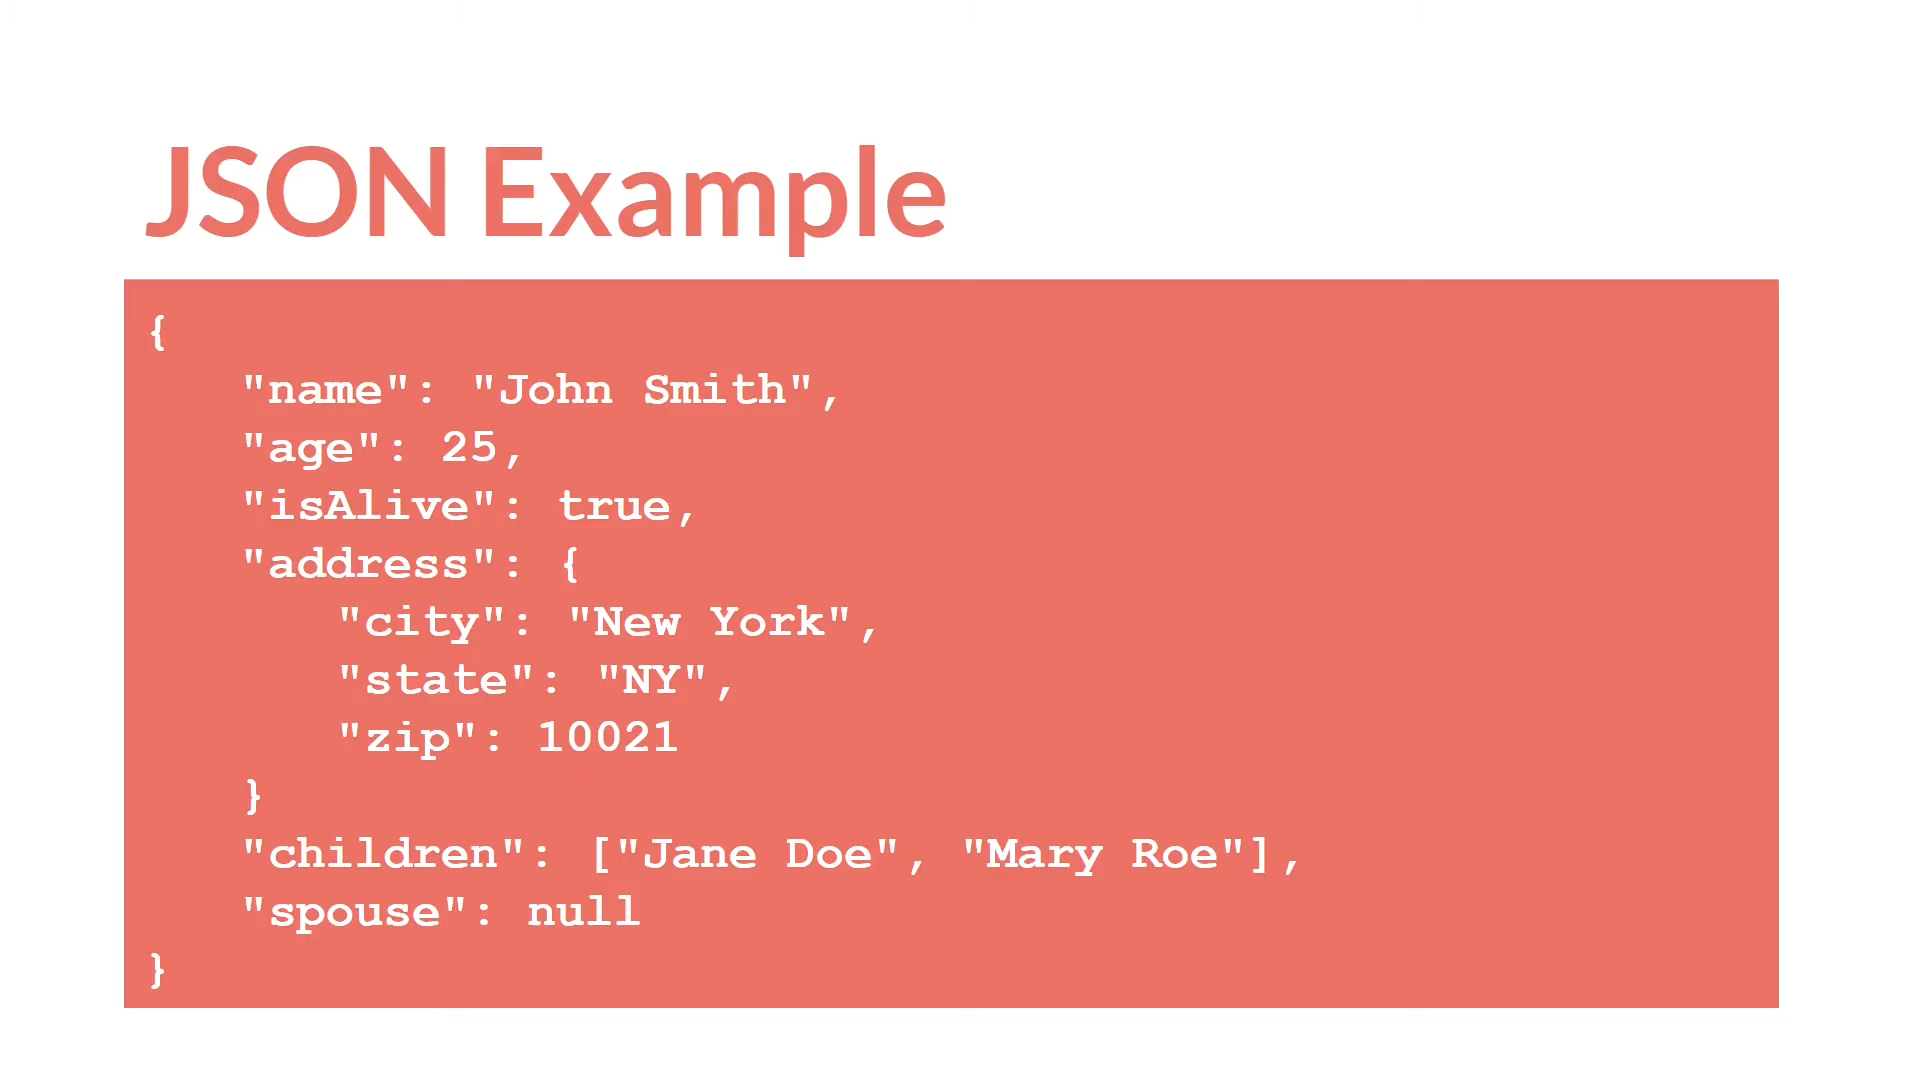 JSON Example
{
    "name": "John Smith",
    "age": 25,
    "isAlive": true,
    "address": {
        "city": "New York",
        "state": "NY",
        "zip": 10021
    }
    "children": ["Jane Doe", "Mary Roe"],
    "spouse": null
}